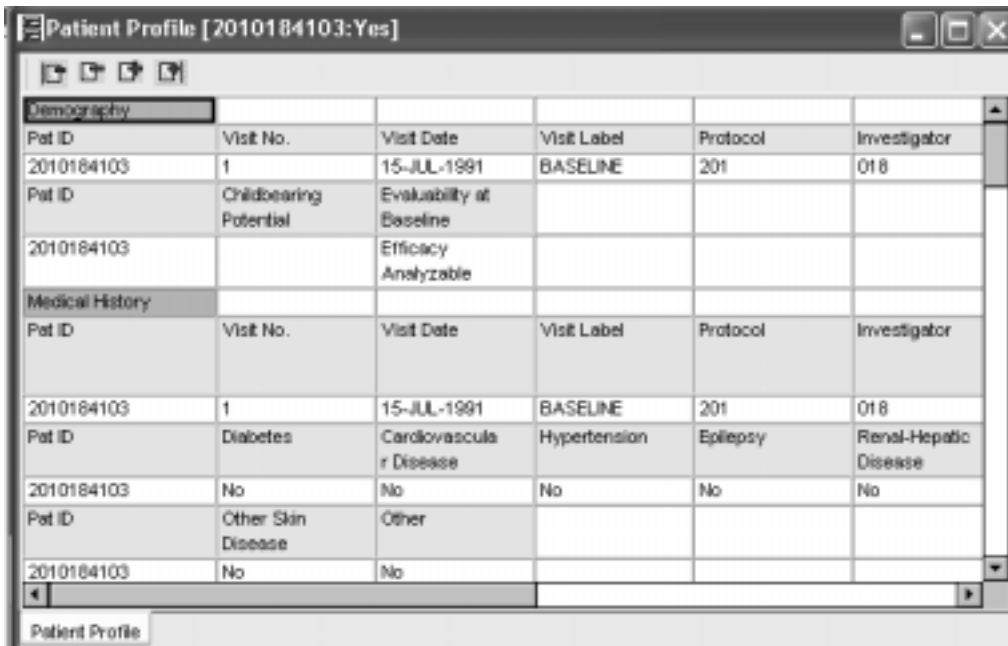 Patient Profile [2010184103:Yes]
Demography
Pat ID Visit No. Visit Date Visit Label Protocol Investigator
2010184103 1 15-JUL-1991 BASELINE 201 018
Pat ID Childbearing Potential Evaluability at Baseline
2010184103 Efficacy Analyzable
Medical History
Pat ID Visit No. Visit Date Visit Label Protocol Investigator
2010184103 1 15-JUL-1991 BASELINE 201 018
Pat ID Diabetes Cardiovascula r Disease Hypertension Epilepsy Renal-Hepatic Disease
2010184103 No No No No No
Pat ID Other Skin Disease Other
2010184103 No No
Patient Profile